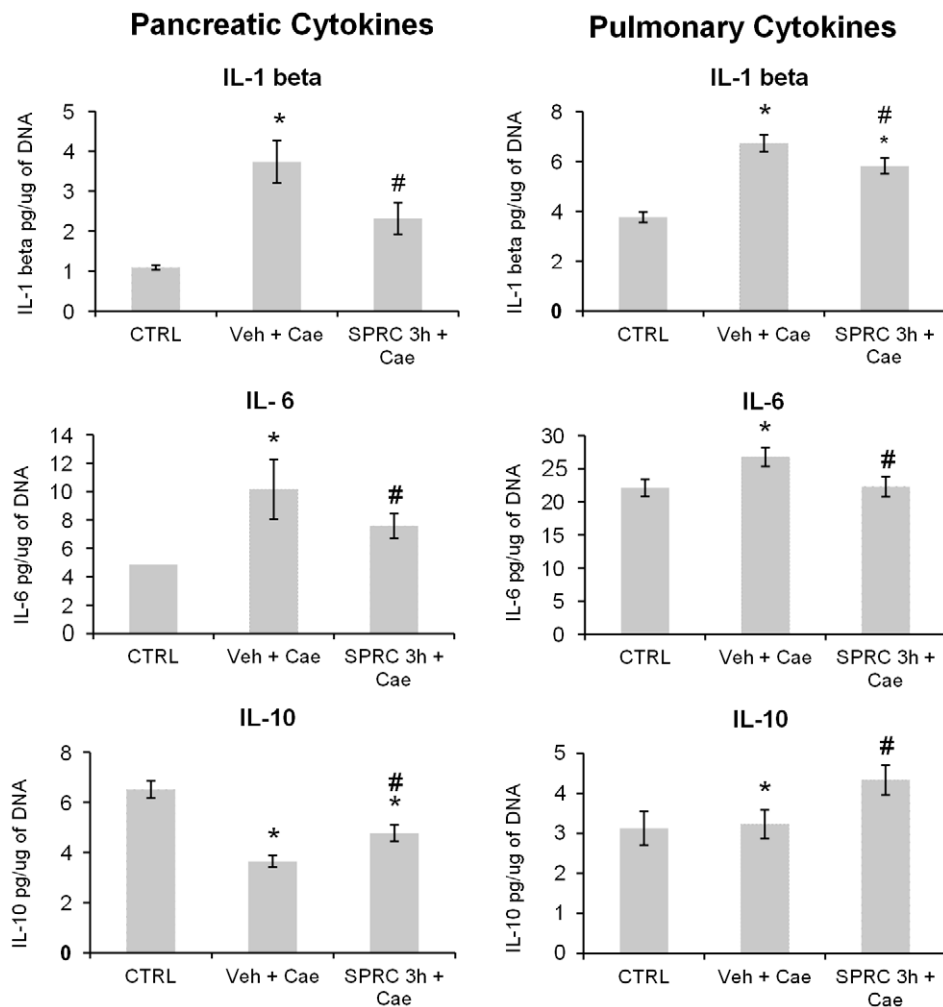 Pancreatic Cytokines
IL-1 beta
IL-1 beta pg/ug of DNA
5
4
3
2
1
0
*
#
CTRL
Veh + Cae
SPRC 3h +
Cae
IL- 6
IL-6 pg/ug of DNA
14
12
10
8
6
4
2
0
*
#
CTRL
Veh + Cae
SPRC 3h +
Cae
IL-10
IL-10 pg/ug of DNA
8
6
4
2
0
*
#
*
CTRL
Veh + Cae
SPRC 3h +
Cae
Pulmonary Cytokines
IL-1 beta
IL-1 beta pg/ug of DNA
8
6
4
2
0
*
#
*
CTRL
Veh + Cae
SPRC 3h +
Cae
IL-6
IL-6 pg/ug of DNA
30
25
20
15
10
5
0
*
#
CTRL
Veh + Cae
SPRC 3h +
Cae
IL-10
IL-10 pg/ug of DNA
5
4
3
2
1
0
*
#
CTRL
Veh + Cae
SPRC 3h +
Cae